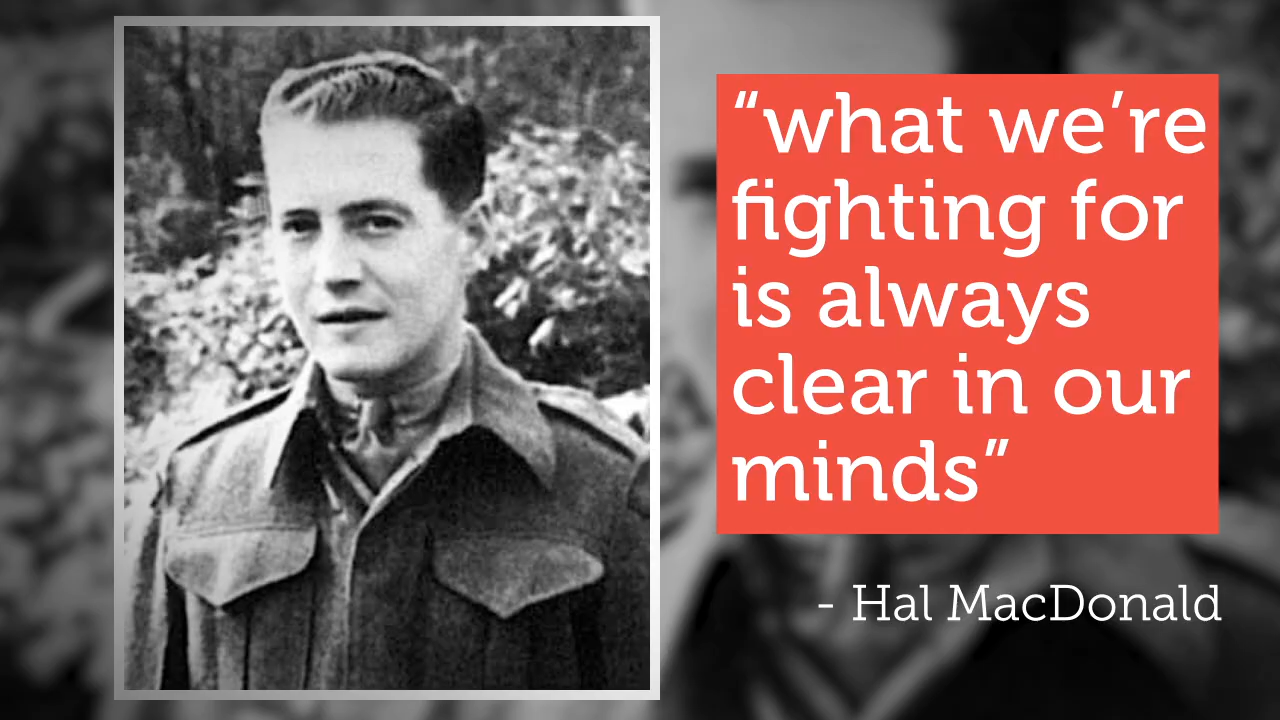 “what we’re
fighting for
is always
clear in our
minds”
- Hal MacDonald